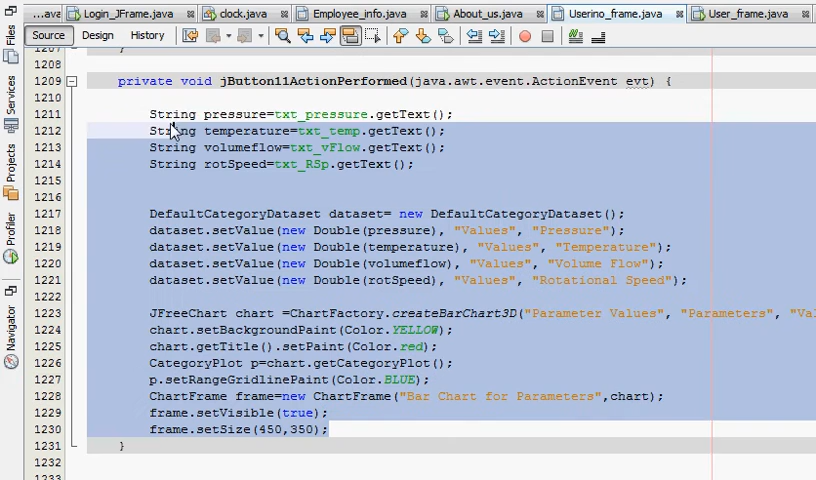 ...ava
Login_JFrame.java
clock.java
Employee_info.java
About_us.java
Userino_frame.java
User_frame.java
Source
Design
History
Files
Services
Projects
Profiler
Navigator
1207
}
1208
1209 private void jButton11ActionPerformed(java.awt.event.ActionEvent evt) {
1210
1211 String pressure=txt_pressure.getText();
1212 String temperature=txt_temp.getText();
1213 String volumeflow=txt_vFlow.getText();
1214 String rotSpeed=txt_RSp.getText();
1215
1216
1217 DefaultCategoryDataset dataset= new DefaultCategoryDataset();
1218 dataset.setValue(new Double(pressure), "Values", "Pressure");
1219 dataset.setValue(new Double(temperature), "Values", "Temperature");
1220 dataset.setValue(new Double(volumeflow), "Values", "Volume Flow");
1221 dataset.setValue(new Double(rotSpeed), "Values", "Rotational Speed");
1222
1223 JFreeChart chart =ChartFactory.createBarChart3D("Parameter Values", "Parameters", "Val
1224 chart.setBackgroundPaint(Color.YELLOW);
1225 chart.getTitle().setPaint(Color.red);
1226 CategoryPlot p=chart.getCategoryPlot();
1227 p.setRangeGridlinePaint(Color.BLUE);
1228 ChartFrame frame=new ChartFrame("Bar Chart for Parameters",chart);
1229 frame.setVisible(true);
1230 frame.setSize(450,350);
1231 }
1232
1233